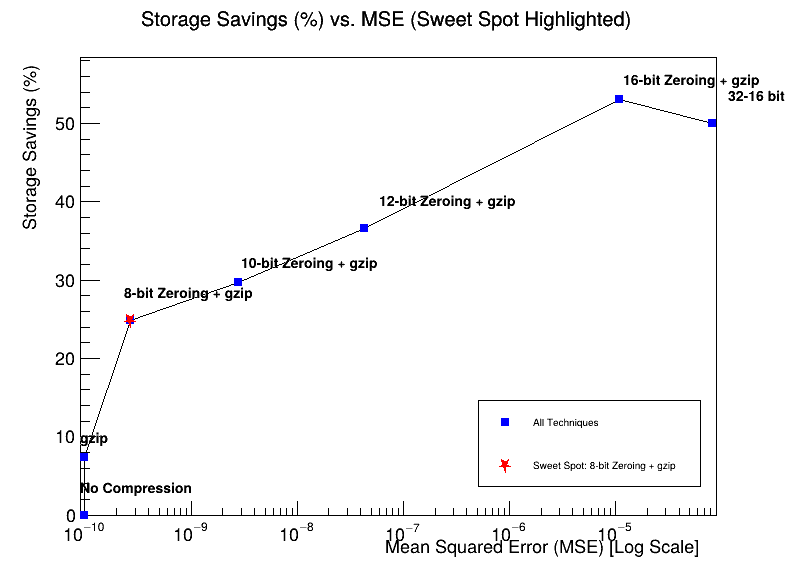 Storage Savings (%) vs. MSE (Sweet Spot Highlighted)
Storage Savings (%)
16-bit Zeroing + gzip
32-16 bit
50
12-bit Zeroing + gzip
40
10-bit Zeroing + gzip
30
8-bit Zeroing + gzip
20
10
gzip
No Compression
0
All Techniques
Sweet Spot: 8-bit Zeroing + gzip
10⁻¹⁰ 10⁻⁹ 10⁻⁸ 10⁻⁷ 10⁻⁶ 10⁻⁵
Mean Squared Error (MSE) [Log Scale]